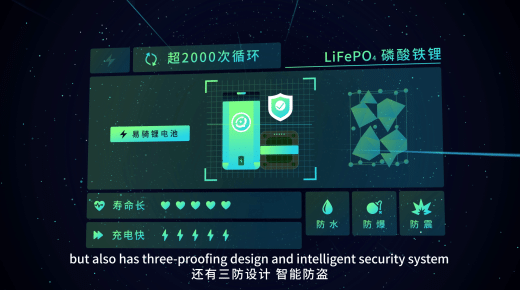 超2000次循环
LiFePO₄ 磷酸铁锂
易骑锂电池
寿命长
充电快
防水
防爆
防震
but also has three-proofing design and intelligent security system
还有三防设计 智能防盗